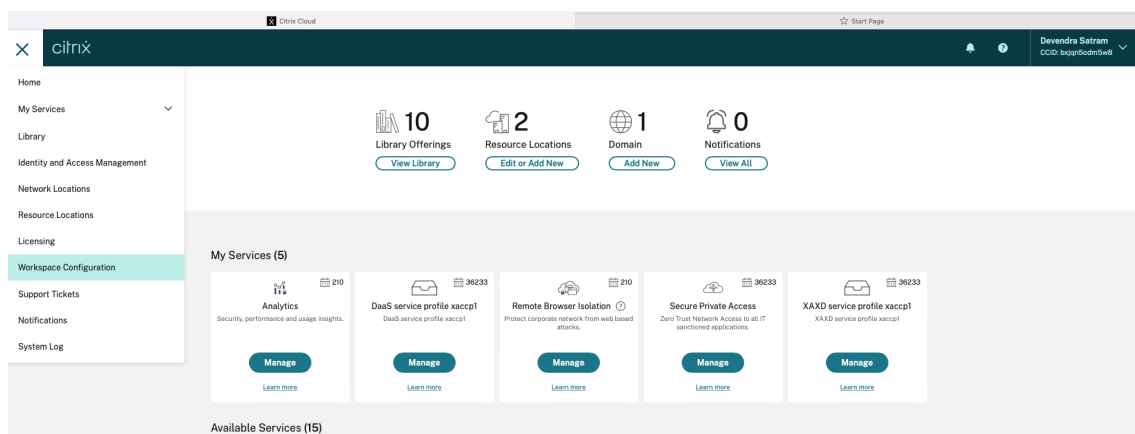 Citrix Cloud
Start Page
citrix
Devendra Satram
CCID: bxjqn5odm5w8
Home
My Services
Library
Identity and Access Management
Network Locations
Resource Locations
Licensing
Workspace Configuration
Support Tickets
Notifications
System Log
10
Library Offerings
View Library
2
Resource Locations
Edit or Add New
1
Domain
Add New
0
Notifications
View All
My Services (5)
210
Analytics
Security, performance and usage insights.
Manage
Learn more
36233
DaaS service profile xaccp1
DaaS service profile xaccp1
Manage
Learn more
210
Remote Browser Isolation ?
Protect corporate network from web based
attacks.
Manage
Learn more
36233
Secure Private Access
Zero Trust Network Access to all IT
sanctioned applications.
Manage
Learn more
36233
XAXD service profile xaccp1
XAXD service profile xaccp1
Manage
Learn more
Available Services (15)